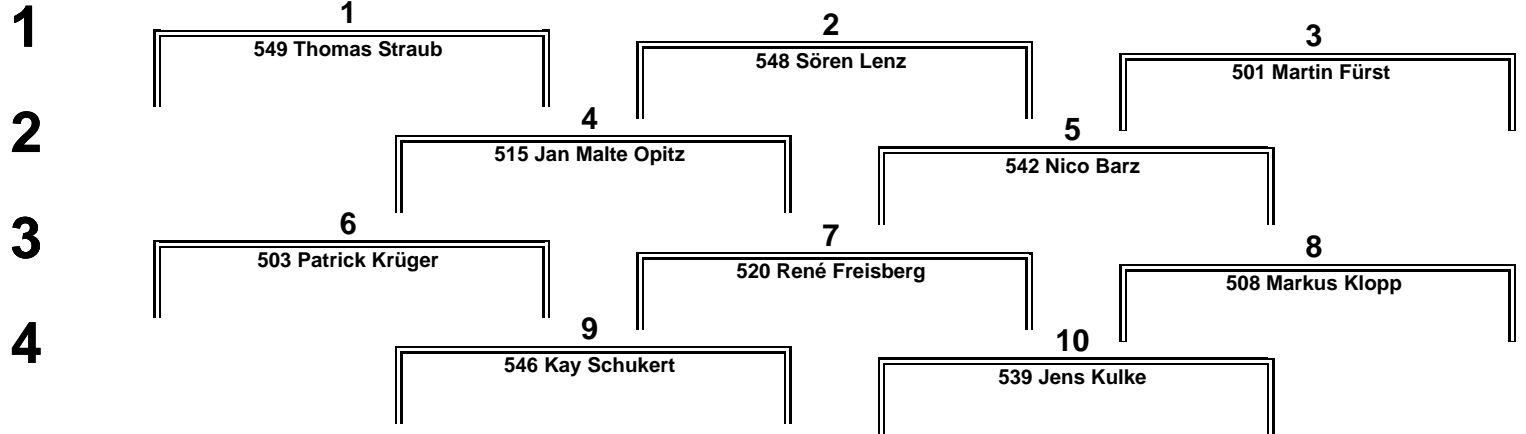 1
1
2
3
549 Thomas Straub
548 Sören Lenz
501 Martin Fürst
2
4
5
515 Jan Malte Opitz
542 Nico Barz
3
6
7
8
503 Patrick Krüger
520 René Freisberg
508 Markus Klopp
4
9
10
546 Kay Schukert
539 Jens Kulke